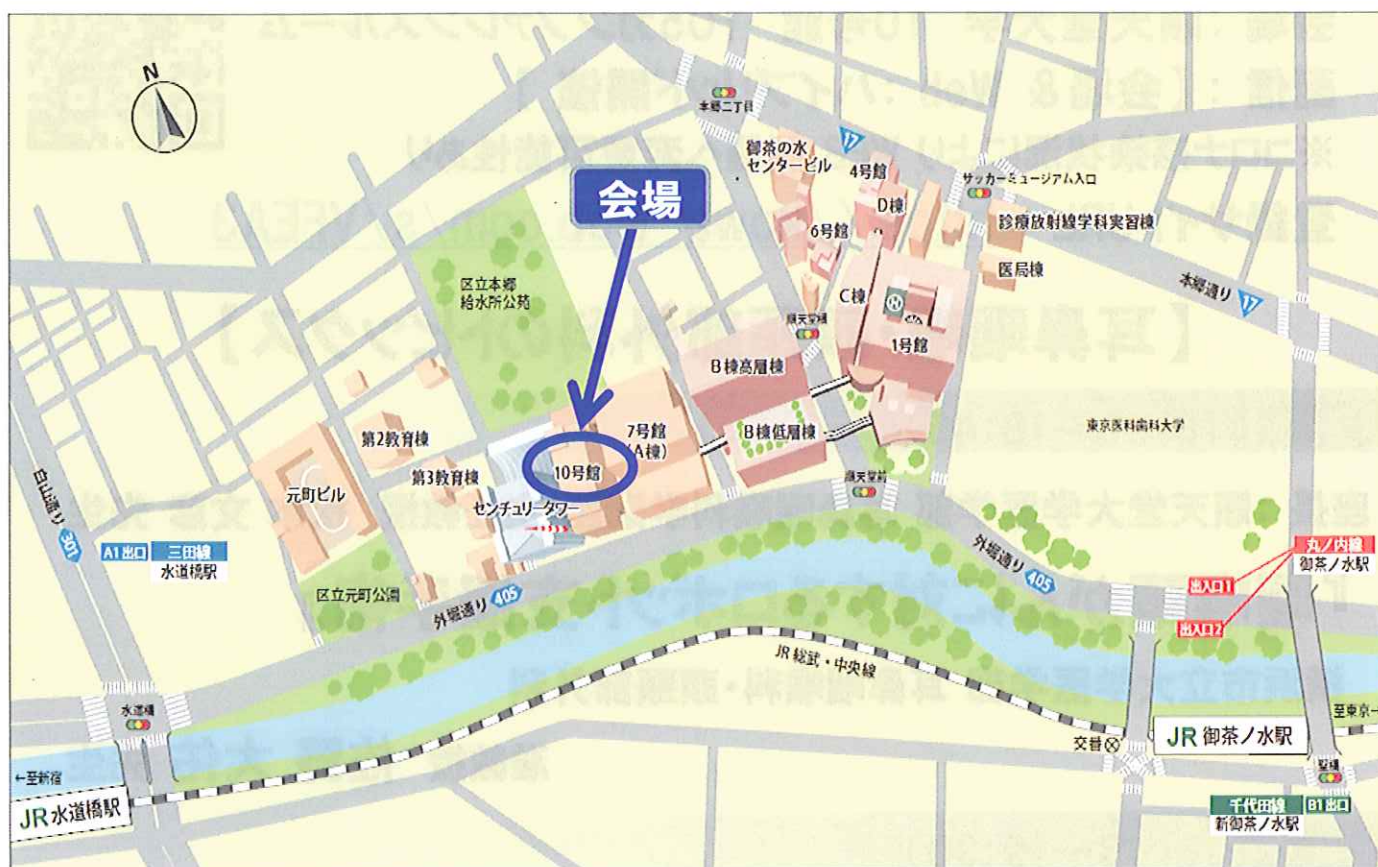 N
本郷二丁目
17
御茶の水
センタービル
4号館
D棟
サッカーミュージアム入口
会場
6号館
診療放射線学科実習棟
医局棟
区立本郷
給水所公苑
C棟
本郷通り 17
順天堂横
1号館
B棟高層棟
東京医科歯科大学
第2教育棟
7号館
(A棟)
B棟低層棟
第3教育棟
10号館
元町ビル
センチュリータワー
順天堂前
白山通り 301
A1出口 三田線
水道橋駅
外堀通り 405
丸ノ内線
御茶ノ水駅
出入口1
出入口2
区立元町公園
外堀通り 405
JR 総武・中央線
水道橋
至東京→
交番
JR 御茶ノ水駅
←至新宿
JR 水道橋駅
聖橋
千代田線 B1出口
新御茶ノ水駅